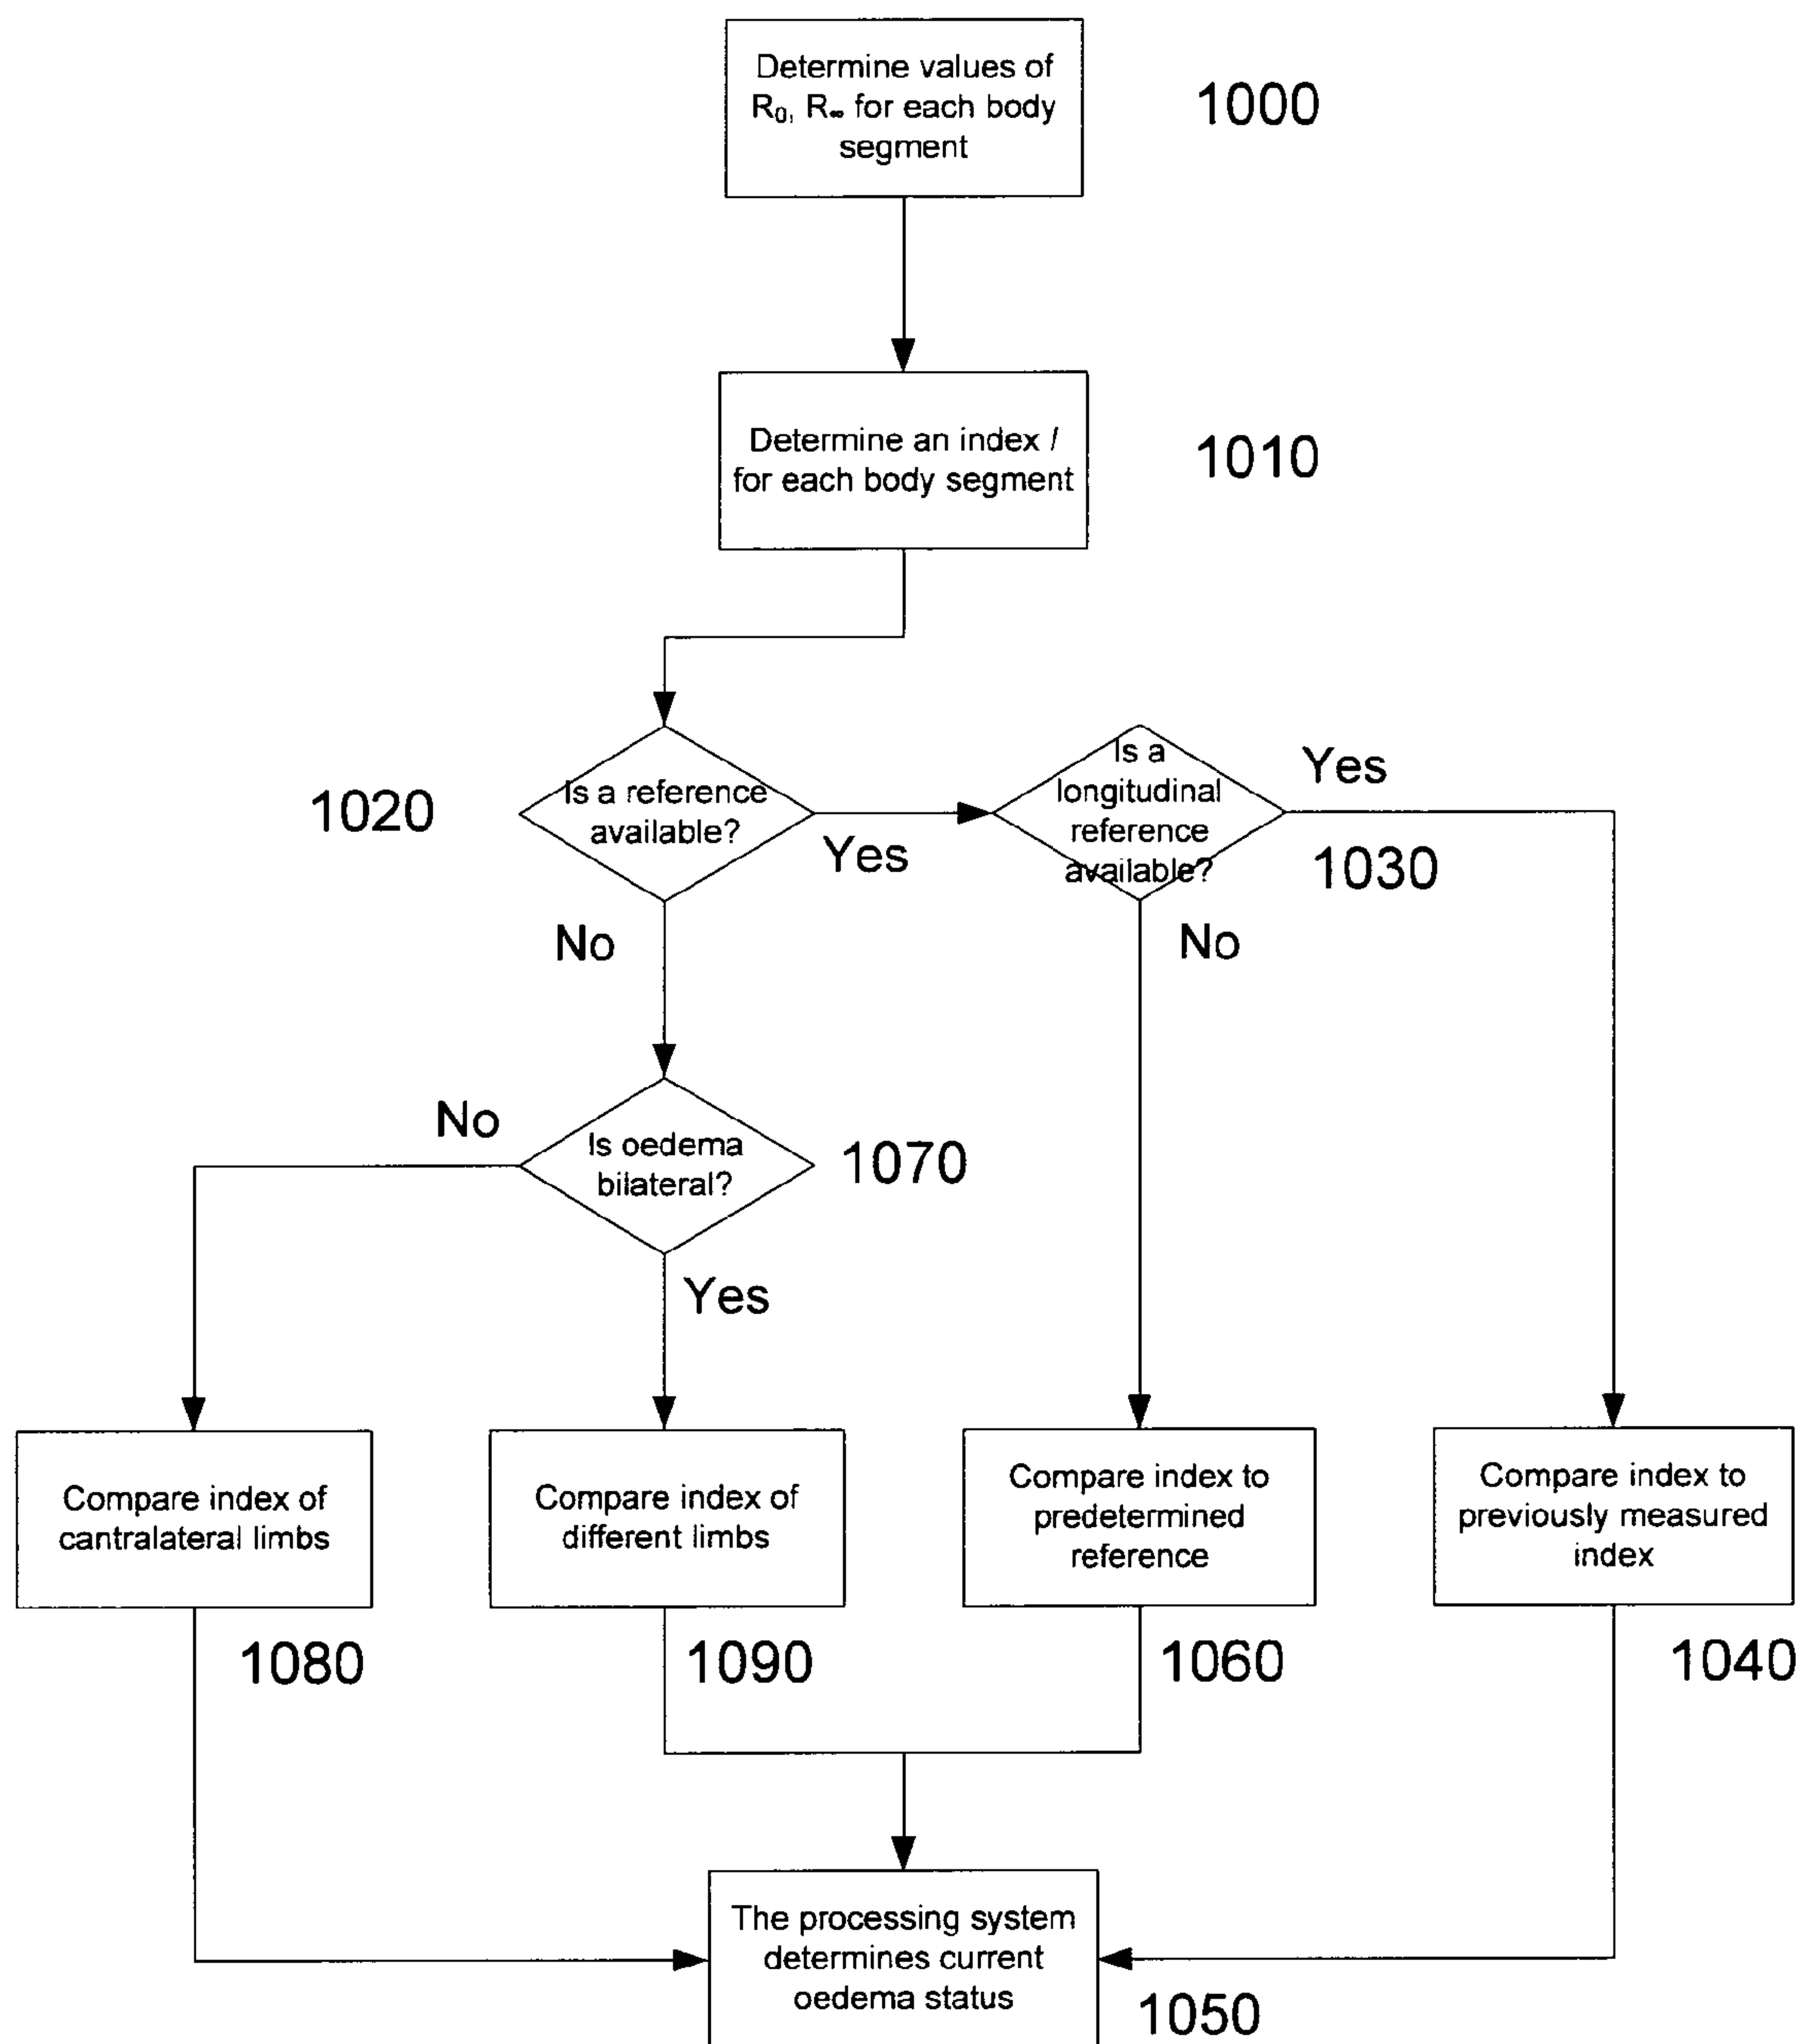 Determine values of
R₀, R∞ for each body
segment
1000
Determine an index I
for each body segment
1010
1020
Is a reference
available?
Yes
No
Is a
longitudinal
reference
available?
Yes
1030
No
No
Is oedema
bilateral?
1070
Yes
Compare index of
cantralateral limbs
Compare index of
different limbs
Compare index to
predetermined
reference
Compare index to
previously measured
index
1080
1090
1060
1040
The processing system
determines current
oedema status
1050